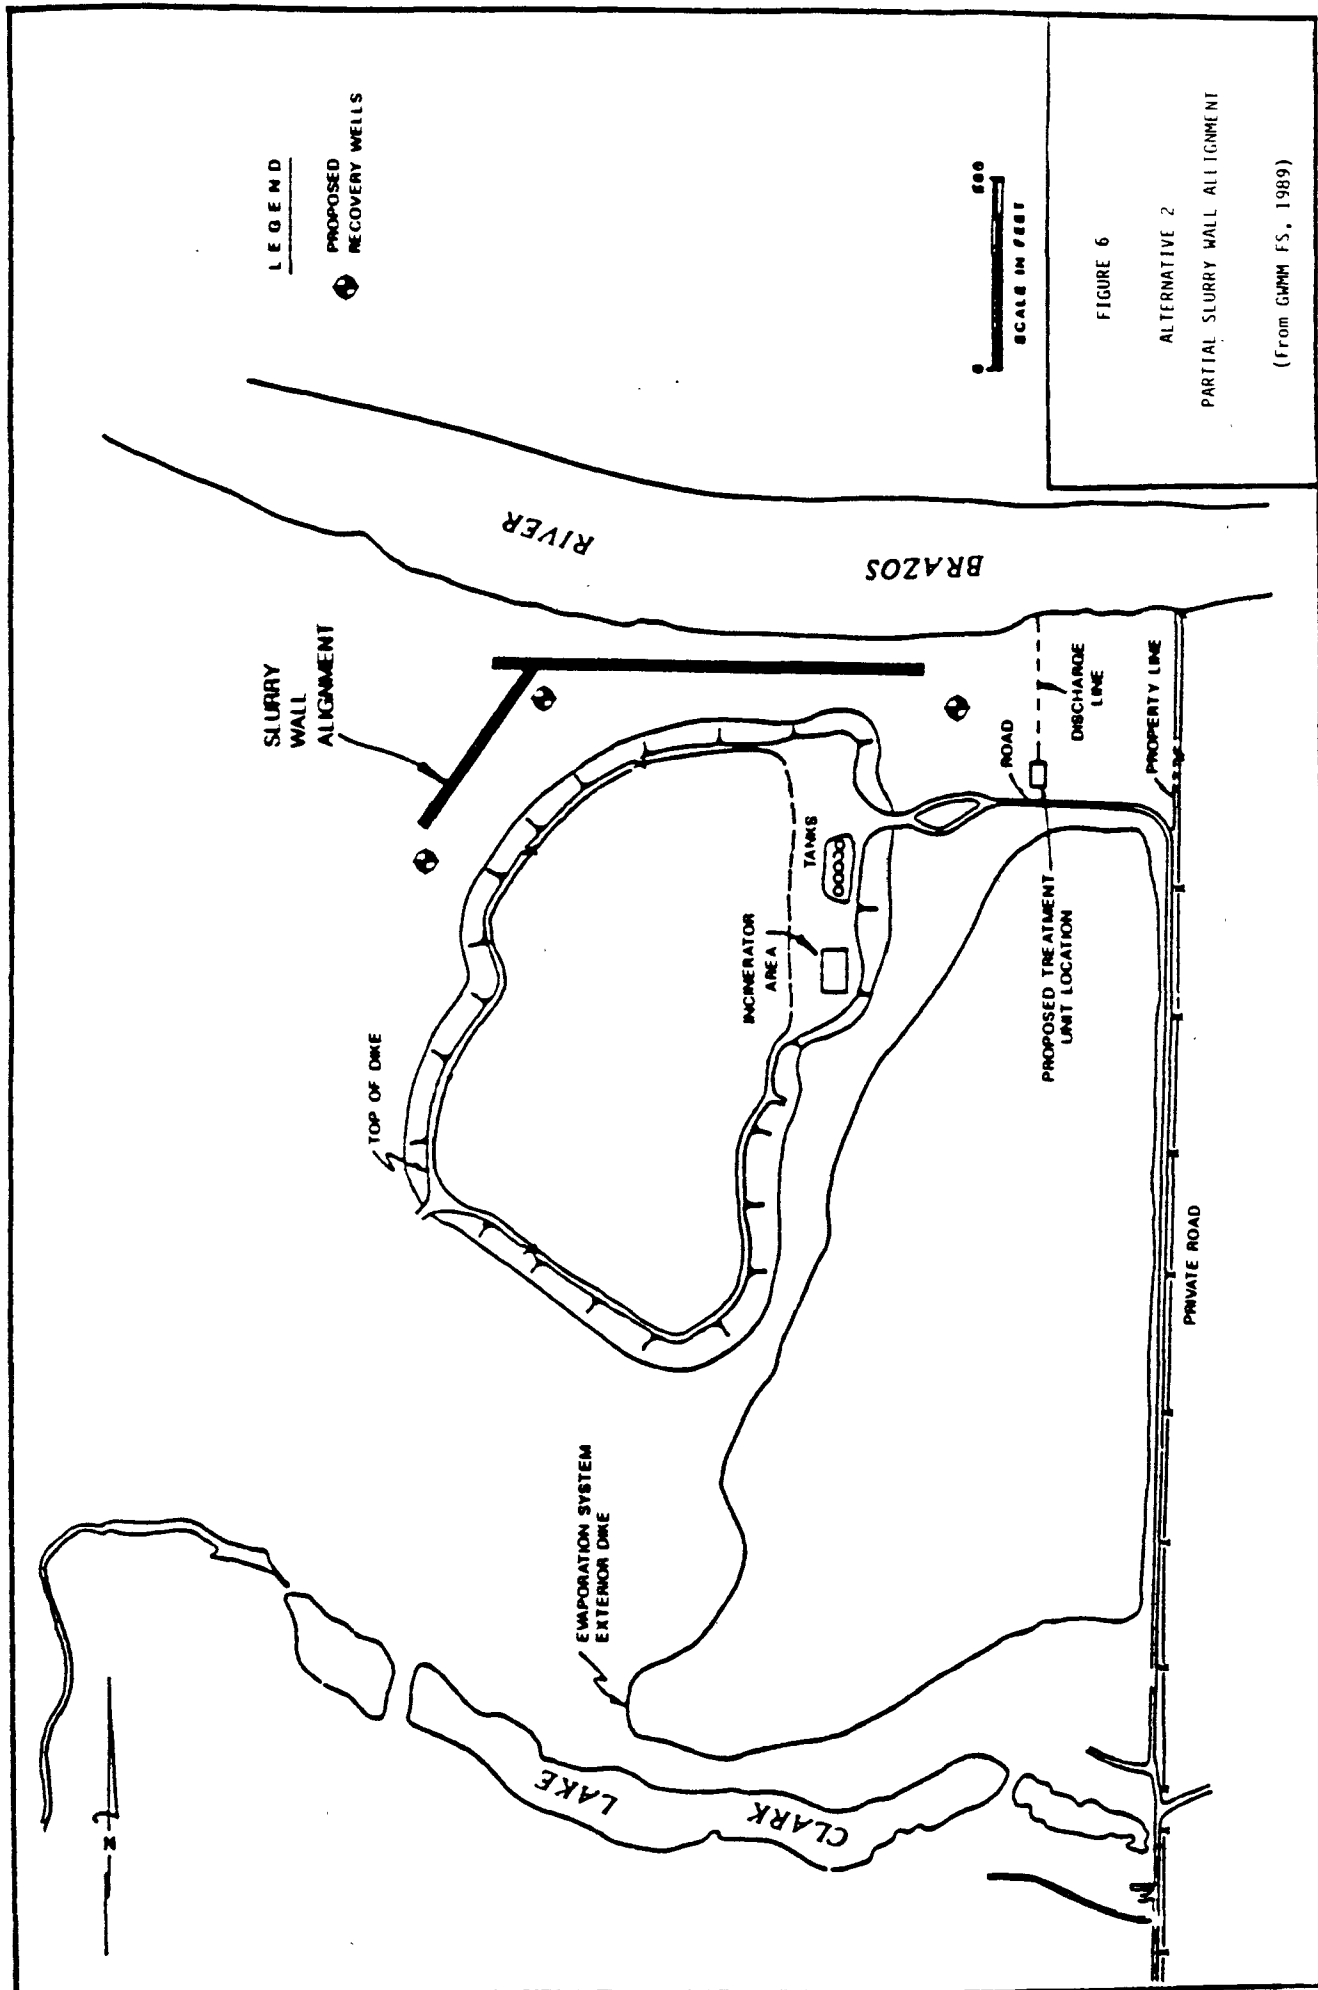 LEGEND
PROPOSED
RECOVERY WELLS
SLURRY
WALL
ALIGNMENT
BRAZOS
RIVER
TOP OF DIKE
TANKS
INCINERATOR
AREA
ROAD
DISCHARGE
LINE
PROPERTY LINE
PROPOSED TREATMENT
UNIT LOCATION
PRIVATE ROAD
EVAPORATION SYSTEM
EXTERIOR DIKE
CLARK
LAKE
N
0
SCALE IN FEET
FIGURE 6
ALTERNATIVE 2
PARTIAL SLURRY WALL ALLIGNMENT
(From GWMM FS, 1989)